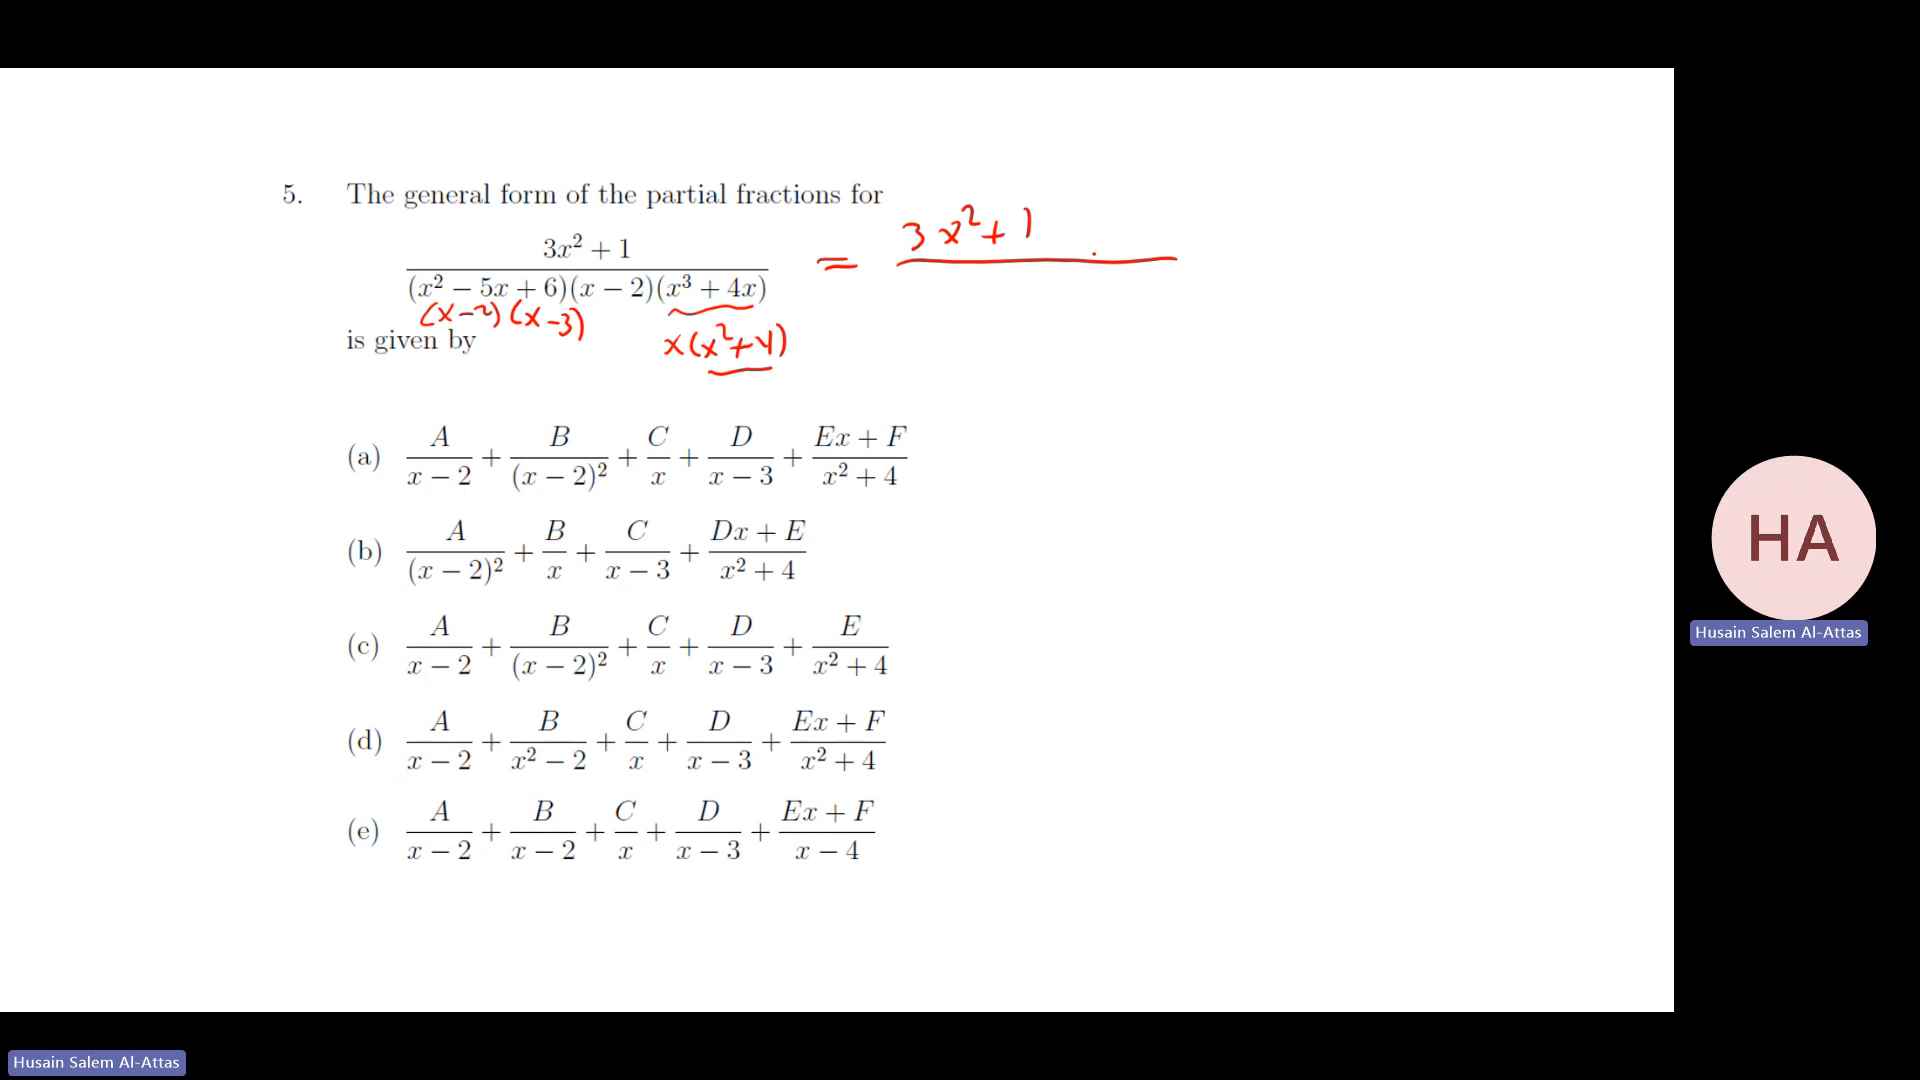 5. The general form of the partial fractions for
3x² + 1
(x² − 5x + 6)(x − 2)(x³ + 4x)
= 3x² + 1
(x−2)(x−3)
x(x²+4)
is given by
(a) A/(x − 2) + B/(x − 2)² + C/x + D/(x − 3) + (Ex + F)/(x² + 4)
(b) A/(x − 2)² + B/x + C/(x − 3) + (Dx + E)/(x² + 4)
(c) A/(x − 2) + B/(x − 2)² + C/x + D/(x − 3) + E/(x² + 4)
(d) A/(x − 2) + B/(x² − 2) + C/x + D/(x − 3) + (Ex + F)/(x² + 4)
(e) A/(x − 2) + B/(x − 2) + C/x + D/(x − 3) + (Ex + F)/(x − 4)
HA
Husain Salem Al-Attas
Husain Salem Al-Attas